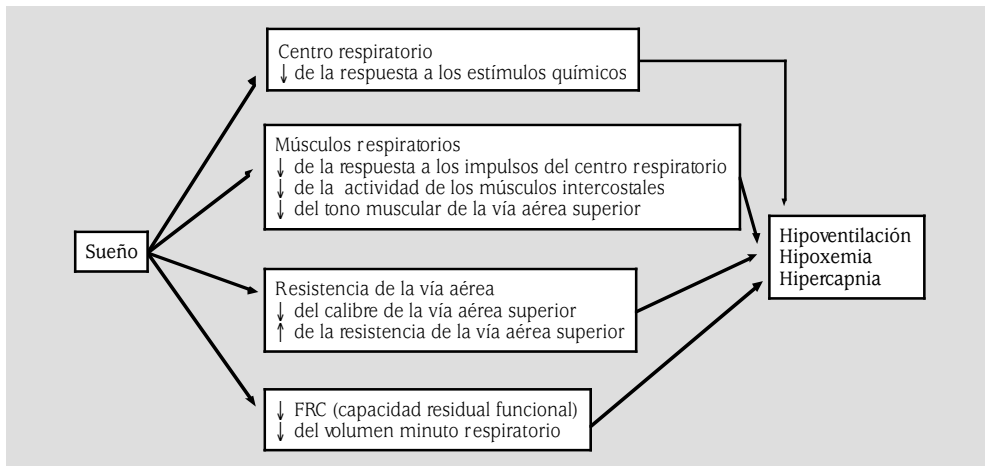 Centro respiratorio
↓ de la respuesta a los estímulos químicos
Músculos respiratorios
↓ de la respuesta a los impulsos del centro respiratorio
↓ de la actividad de los músculos intercostales
↓ del tono muscular de la vía aérea superior
Sueño
Hipoventilación
Hipoxemia
Hipercapnia
Resistencia de la vía aérea
↓ del calibre de la vía aérea superior
↑ de la resistencia de la vía aérea superior
↓ FRC (capacidad residual funcional)
↓ del volumen minuto respiratorio